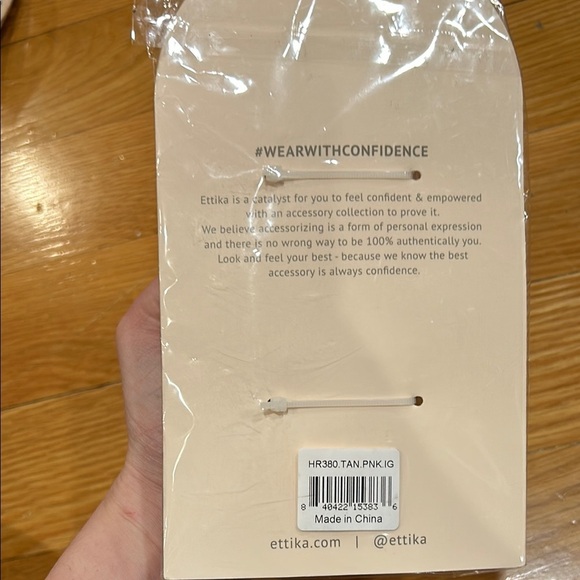 #WEARWITHCONFIDENCE
Ettika is a catalyst for you to feel confident & empowered
with an accessory collection to prove it.
We believe accessorizing is a form of personal expression
and there is no wrong way to be 100% authentically you.
Look and feel your best - because we know the best
accessory is always confidence.
HR380.TAN.PNK.IG
8 40422 15383 6
Made in China
ettika.com | @ettika